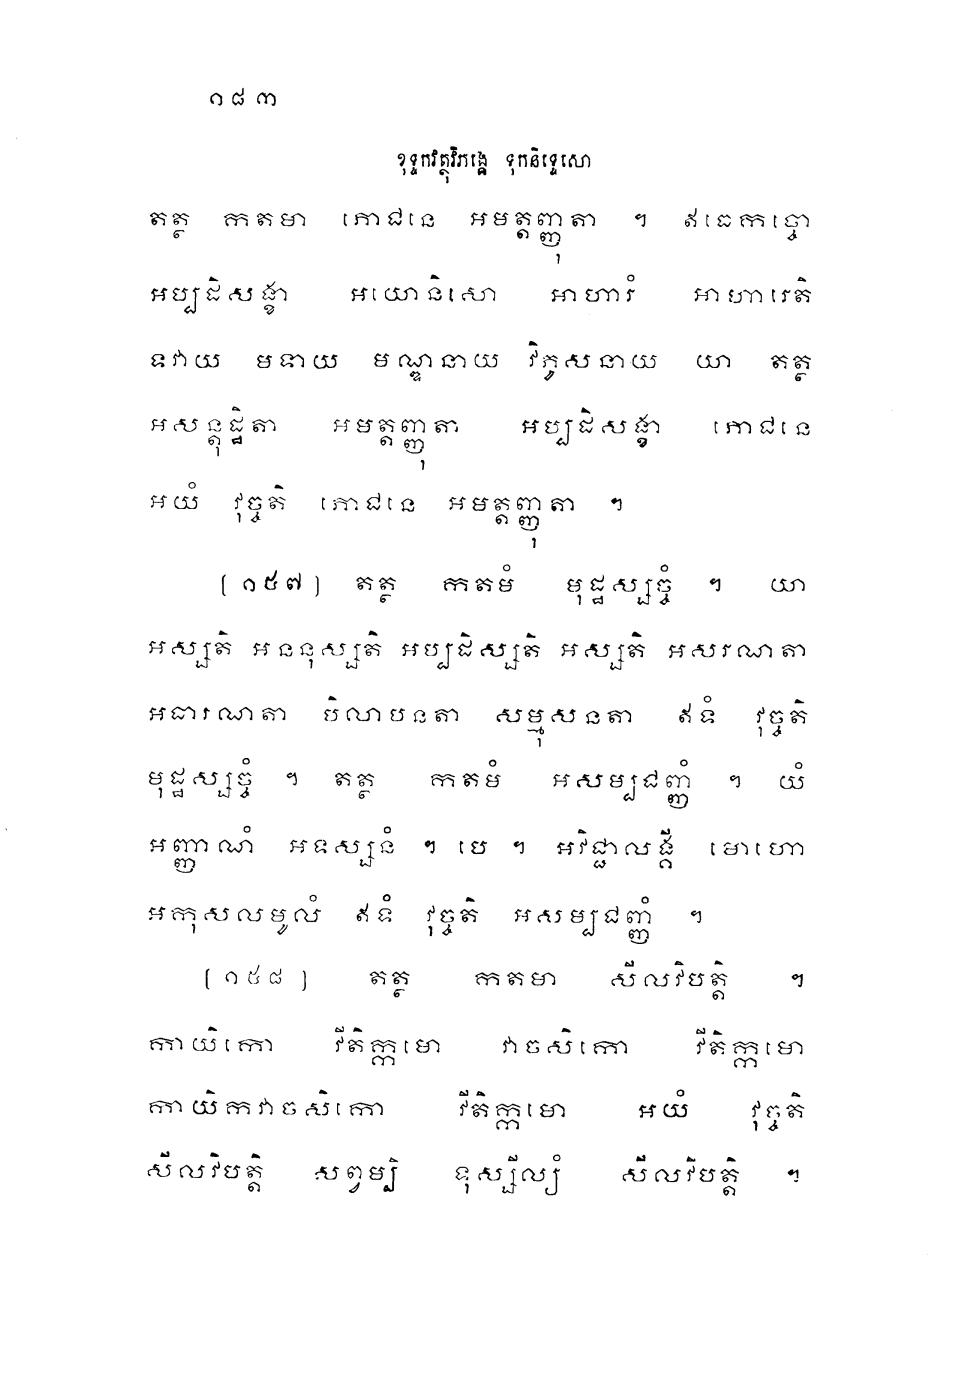 ១៨៣
ខុទ្ទកវត្ថុវិភង្គេ ទុកនិទ្ទេសោ
តត្ថ កតមា ភោជនេ អមត្តញ្ញុតា ។ ឥធេកច្ចោ
អប្បដិសង្ខា អយោនិសោ អាហារំ អាហារេតិ
ទវាយ មទាយ មណ្ឌនាយ វិភូសនាយ យា តត្ថ
អសន្តុដ្ឋិតា អមត្តញ្ញុតា អប្បដិសង្ខា ភោជនេ
អយំ វុច្ចតិ ភោជនេ អមត្តញ្ញុតា ។
(១៥៧) តត្ថ កតមំ មុដ្ឋស្សច្ចំ ។ យា
អស្សតិ អននុស្សតិ អប្បដិស្សតិ អស្សតិ អសរណតា
អធារណតា បិលាបនតា សម្មុសនតា ឥទំ វុច្ចតិ
មុដ្ឋស្សច្ចំ ។ តត្ថ កតមំ អសម្បជញ្ញំ ។ យំ
អញ្ញាណំ អទស្សនំ ។ បេ ។ អវិជ្ជាលង្គី មោហោ
អកុសលមូលំ ឥទំ វុច្ចតិ អសម្បជញ្ញំ ។
(១៥៨) តត្ថ កតមា សីលវិបត្តិ ។
កាយិកោ វីតិក្កមោ វាចសិកោ វីតិក្កមោ
កាយិកវាចសិកោ វីតិក្កមោ អយំ វុច្ចតិ
សីលវិបត្តិ សព្វម្បិ ទុស្សីល្យំ សីលវិបត្តិ ។